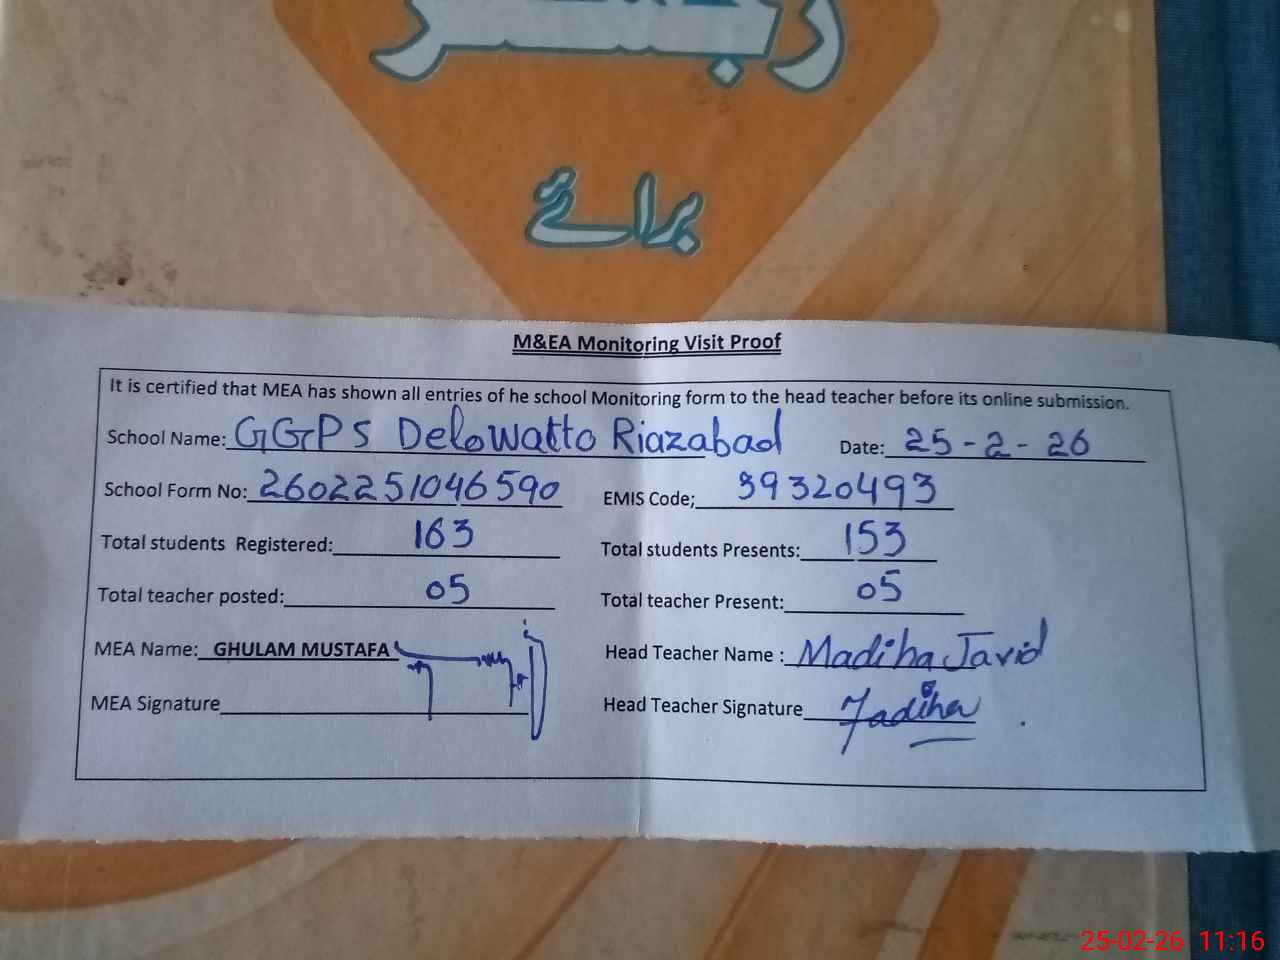 رجسٹر
برائے
M&EA Monitoring Visit Proof
It is certified that MEA has shown all entries of he school Monitoring form to the head teacher before its online submission.
School Name: GGPS Delowatto Riazabad Date: 25-2-26
School Form No: 2602251046590 EMIS Code; 39320493
Total students Registered: 163 Total students Presents: 153
Total teacher posted: 05 Total teacher Present: 05
MEA Name: GHULAM MUSTAFA Head Teacher Name : Madiha Javid
MEA Signature Head Teacher Signature Madiha
25-02-26 11:16